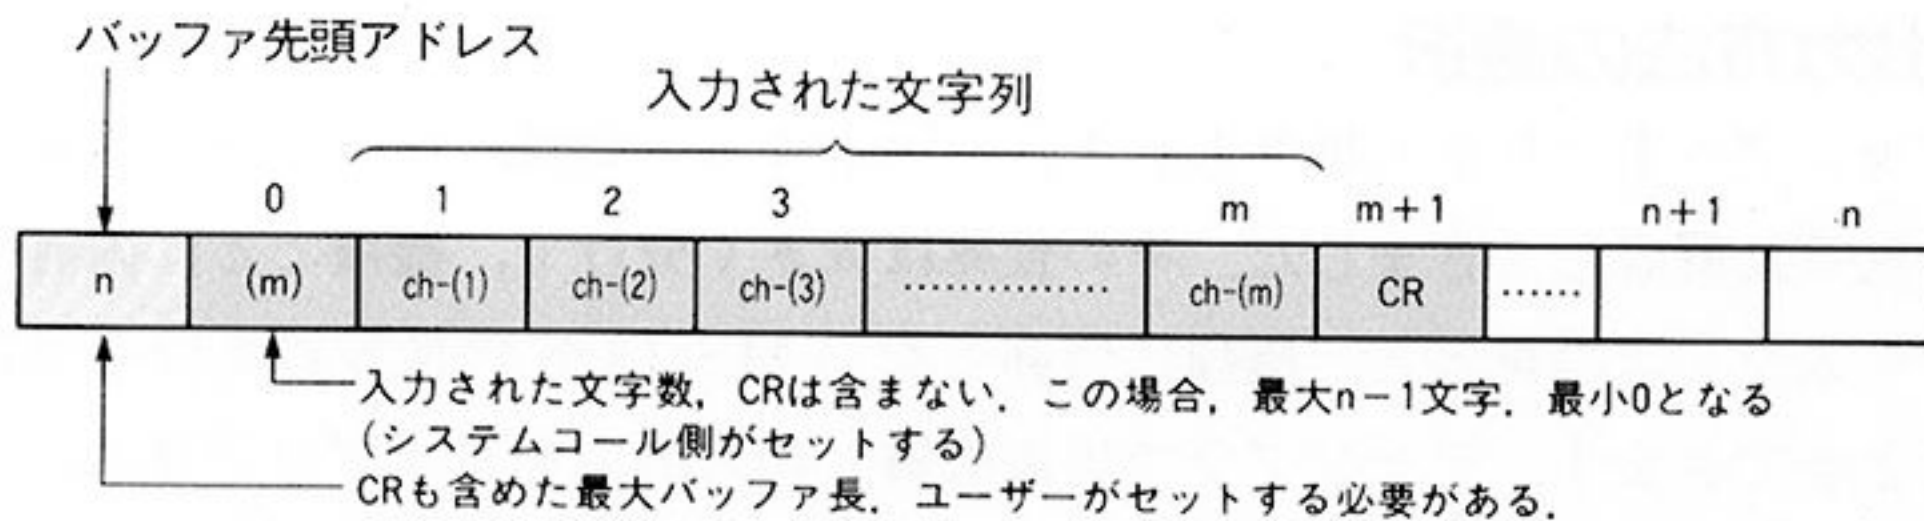 バッファ先頭アドレス
入力された文字列
0 1 2 3 m m+1 n+1 n
n (m) ch-(1) ch-(2) ch-(3) ............... ch-(m) CR ......
入力された文字数，CRは含まない．この場合，最大n−1文字．最小0となる
(システムコール側がセットする)
CRも含めた最大バッファ長．ユーザーがセットする必要がある．